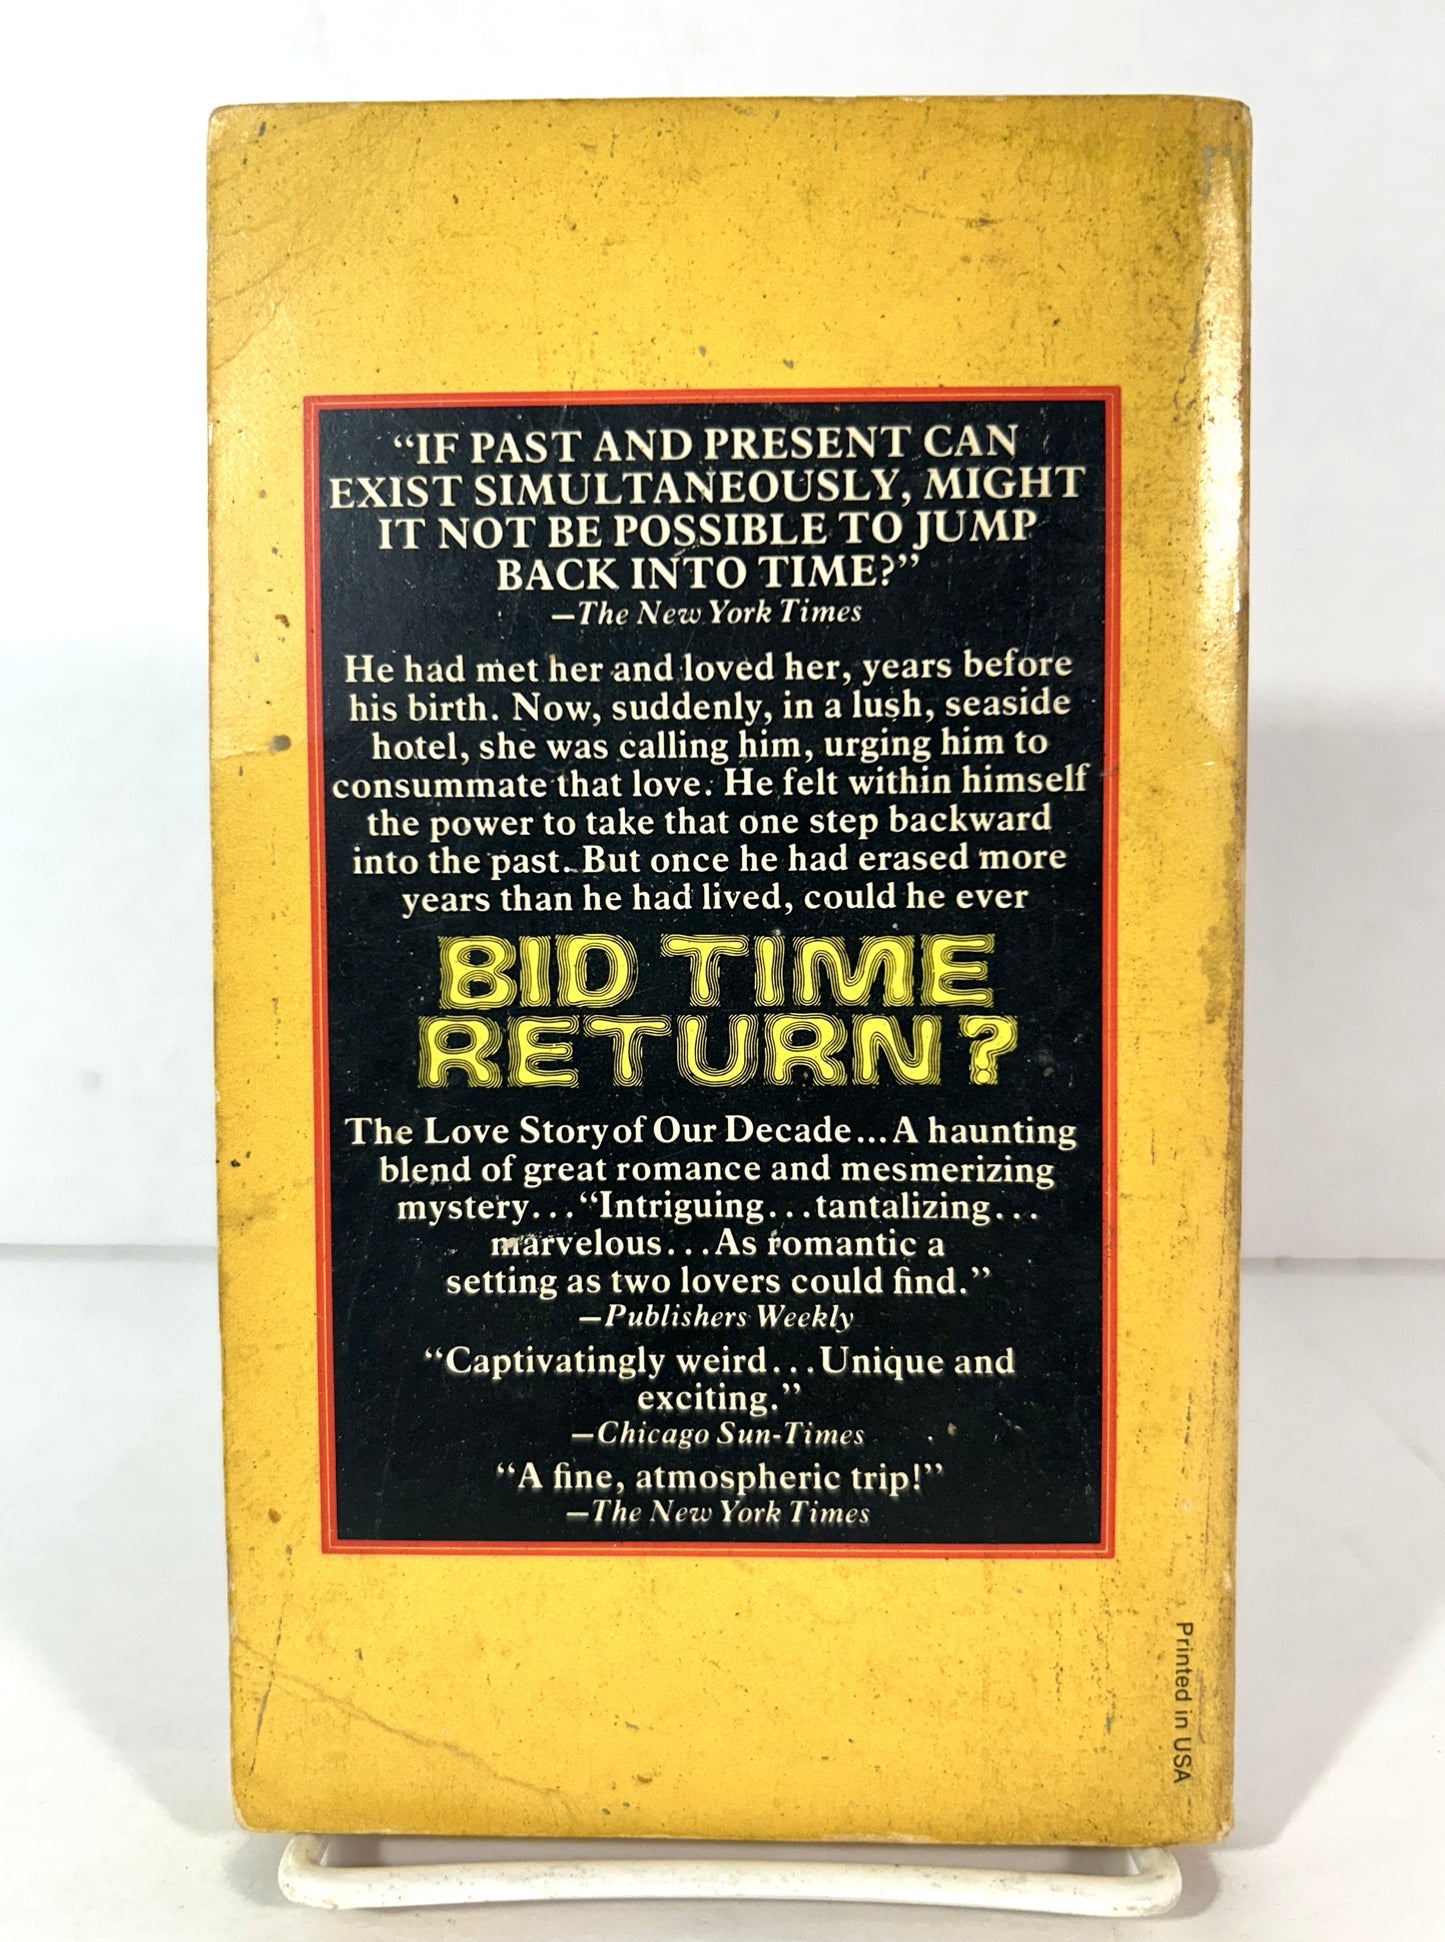 “IF PAST AND PRESENT CAN
EXIST SIMULTANEOUSLY, MIGHT
IT NOT BE POSSIBLE TO JUMP
BACK INTO TIME?”
—The New York Times
He had met her and loved her, years before
his birth. Now, suddenly, in a lush, seaside
hotel, she was calling him, urging him to
consummate that love. He felt within himself
the power to take that one step backward
into the past. But once he had erased more
years than he had lived, could he ever
BID TIME
RETURN?
The Love Story of Our Decade...A haunting
blend of great romance and mesmerizing
mystery...“Intriguing...tantalizing...
marvelous...As romantic a
setting as two lovers could find.”
—Publishers Weekly
“Captivatingly weird...Unique and
exciting.”
—Chicago Sun-Times
“A fine, atmospheric trip!”
—The New York Times
Printed in USA